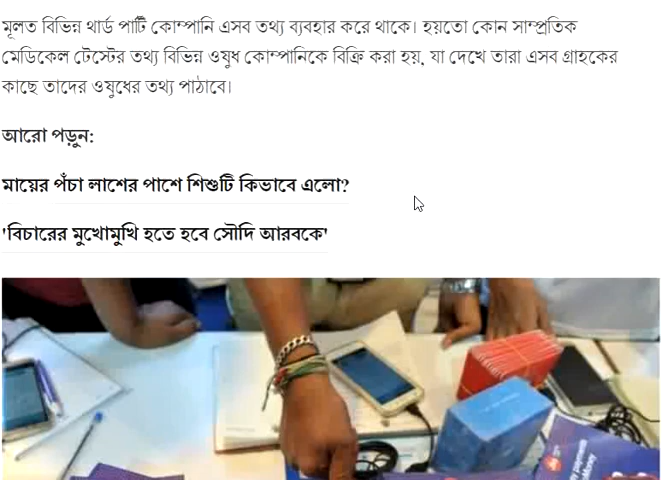 মূলত বিভিন্ন থার্ড পার্টি কোম্পানি এসব তথ্য ব্যবহার করে থাকে। হয়তো কোন সাম্প্রতিক
মেডিকেল টেস্টের তথ্য বিভিন্ন ওষুধ কোম্পানিকে বিক্রি করা হয়, যা দেখে তারা এসব গ্রাহকের
কাছে তাদের ওষুধের তথ্য পাঠাবে।
আরো পড়ুন:
মায়ের পঁচা লাশের পাশে শিশুটি কিভাবে এলো?
'বিচারের মুখোমুখি হতে হবে সৌদি আরবকে'